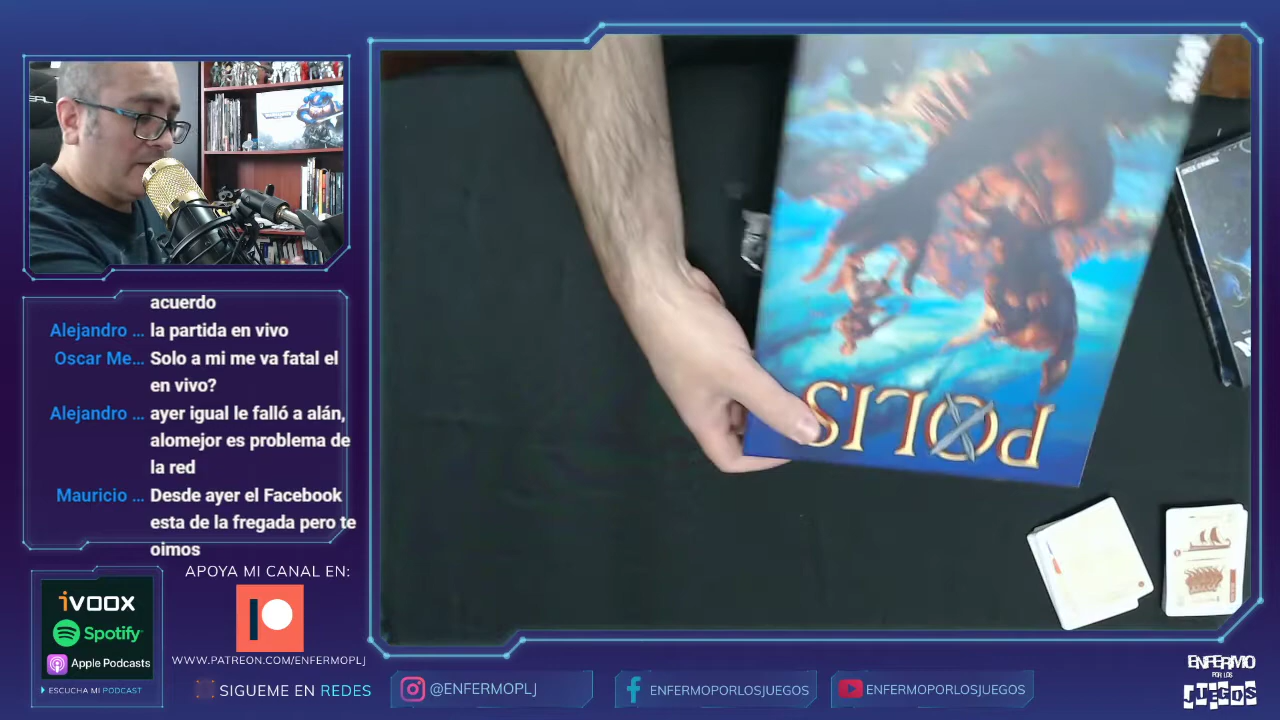 acuerdo
Alejandro ... la partida en vivo
Oscar Me... Solo a mi me va fatal el
en vivo?
Alejandro ... ayer igual le falló a alán,
alomejor es problema de
la red
Mauricio ... Desde ayer el Facebook
esta de la fregada pero te
oimos
POLIS
iVOOX
Spotify
Apple Podcasts
ESCUCHA MI PODCAST
APOYA MI CANAL EN:
WWW.PATREON.COM/ENFERMOPLJ
SIGUEME EN REDES
@ENFERMOPLJ
ENFERMOPORLOSJUEGOS
ENFERMOPORLOSJUEGOS
ENFERMO
POR LOS
JUEGOS